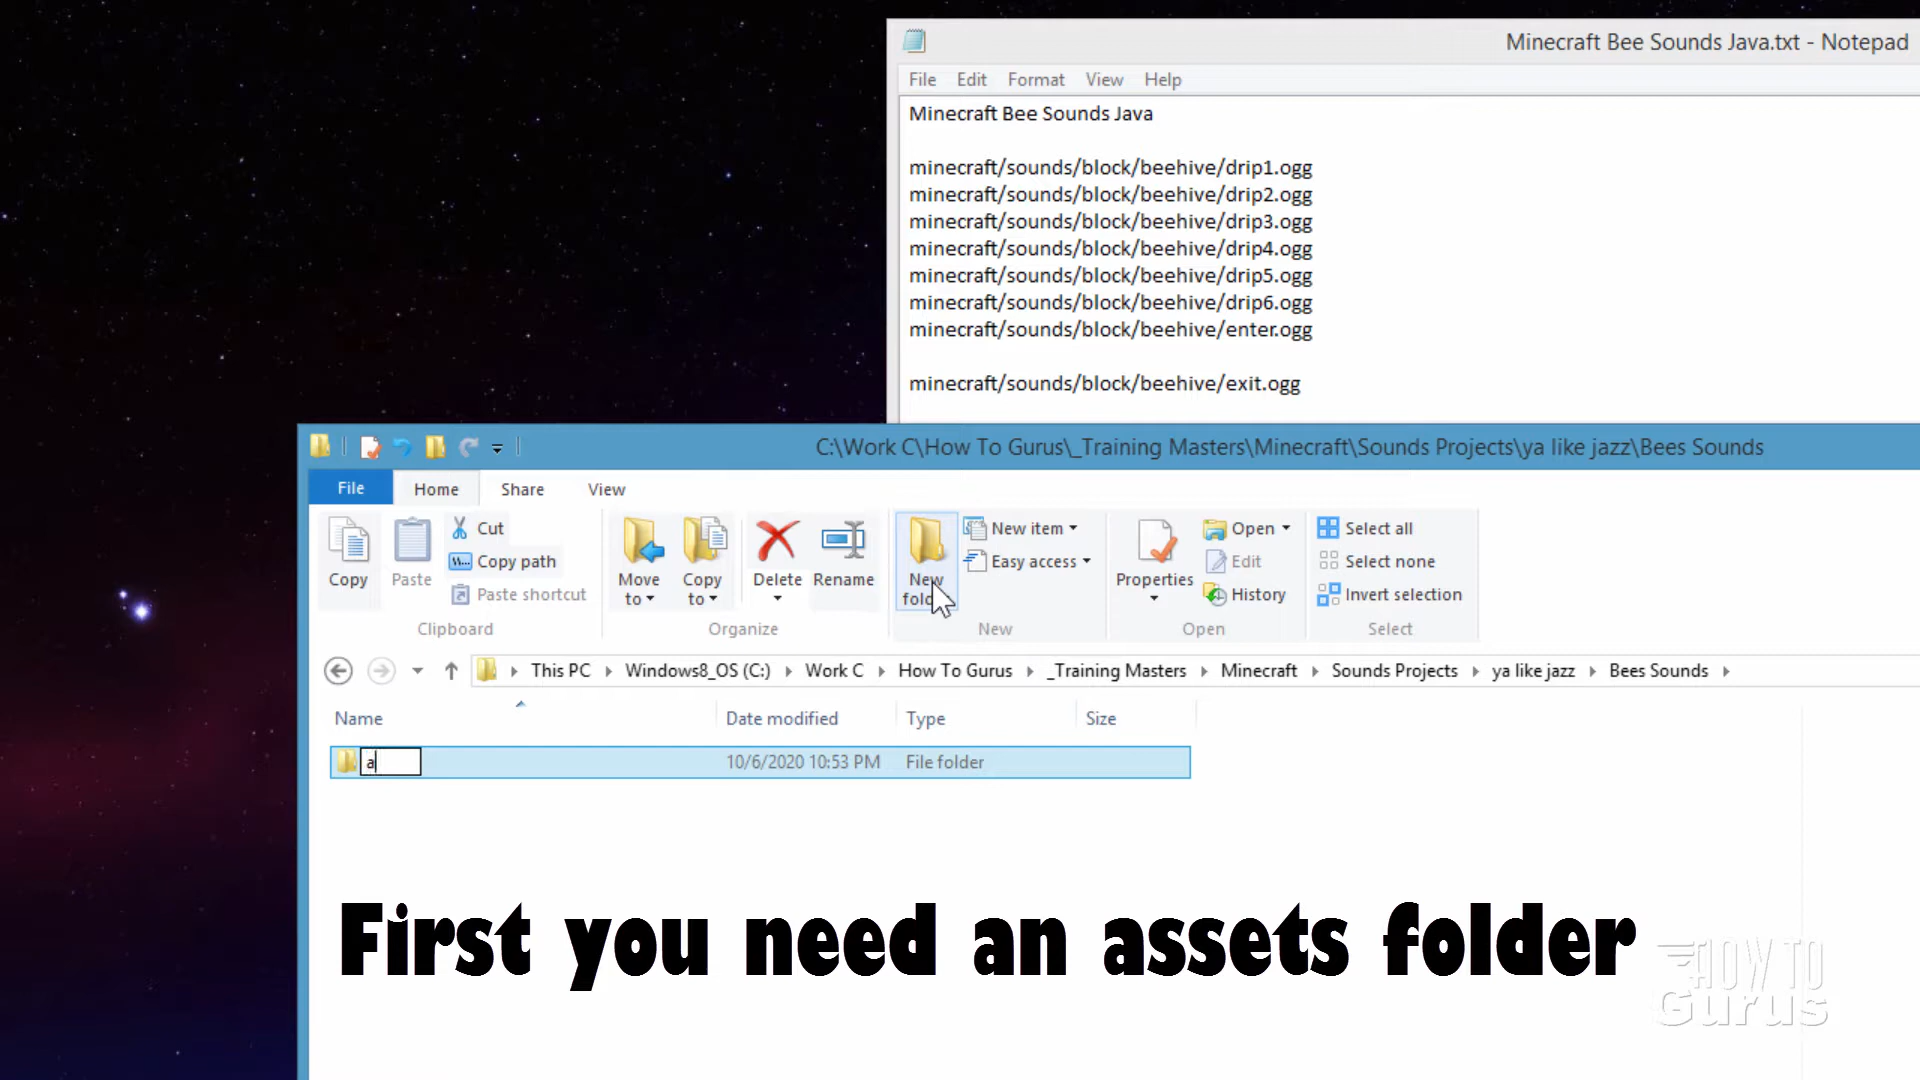 Minecraft Bee Sounds Java.txt - Notepad
File Edit Format View Help
Minecraft Bee Sounds Java
minecraft/sounds/block/beehive/drip1.ogg
minecraft/sounds/block/beehive/drip2.ogg
minecraft/sounds/block/beehive/drip3.ogg
minecraft/sounds/block/beehive/drip4.ogg
minecraft/sounds/block/beehive/drip5.ogg
minecraft/sounds/block/beehive/drip6.ogg
minecraft/sounds/block/beehive/enter.ogg
minecraft/sounds/block/beehive/exit.ogg
C:\Work C\How To Gurus\_Training Masters\Minecraft\Sounds Projects\ya like jazz\Bees Sounds
File Home Share View
Copy
Paste
Cut
Copy path
Paste shortcut
Clipboard
Move to
Copy to
Delete
Rename
Organize
New folder
New item
Easy access
New
Properties
Open
Edit
History
Open
Select all
Select none
Invert selection
Select
This PC Windows8_OS (C:) Work C How To Gurus _Training Masters Minecraft Sounds Projects ya like jazz Bees Sounds
Name Date modified Type Size
a 10/6/2020 10:53 PM File folder
First you need an assets folder
HOW TO
Gurus